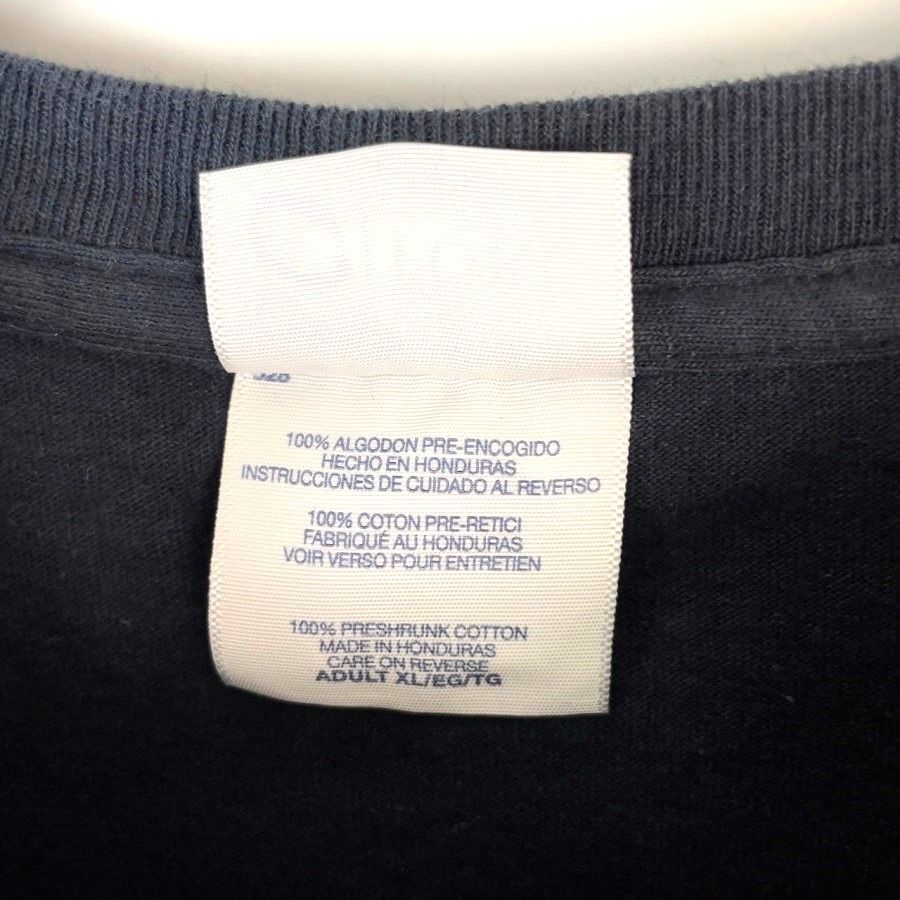 100% ALGODON PRE-ENCOGIDO
HECHO EN HONDURAS
INSTRUCCIONES DE CUIDADO AL REVERSO
100% COTON PRE-RETICI
FABRIQUÉ AU HONDURAS
VOIR VERSO POUR ENTRETIEN
100% PRESHRUNK COTTON
MADE IN HONDURAS
CARE ON REVERSE
ADULT XL/EG/TG